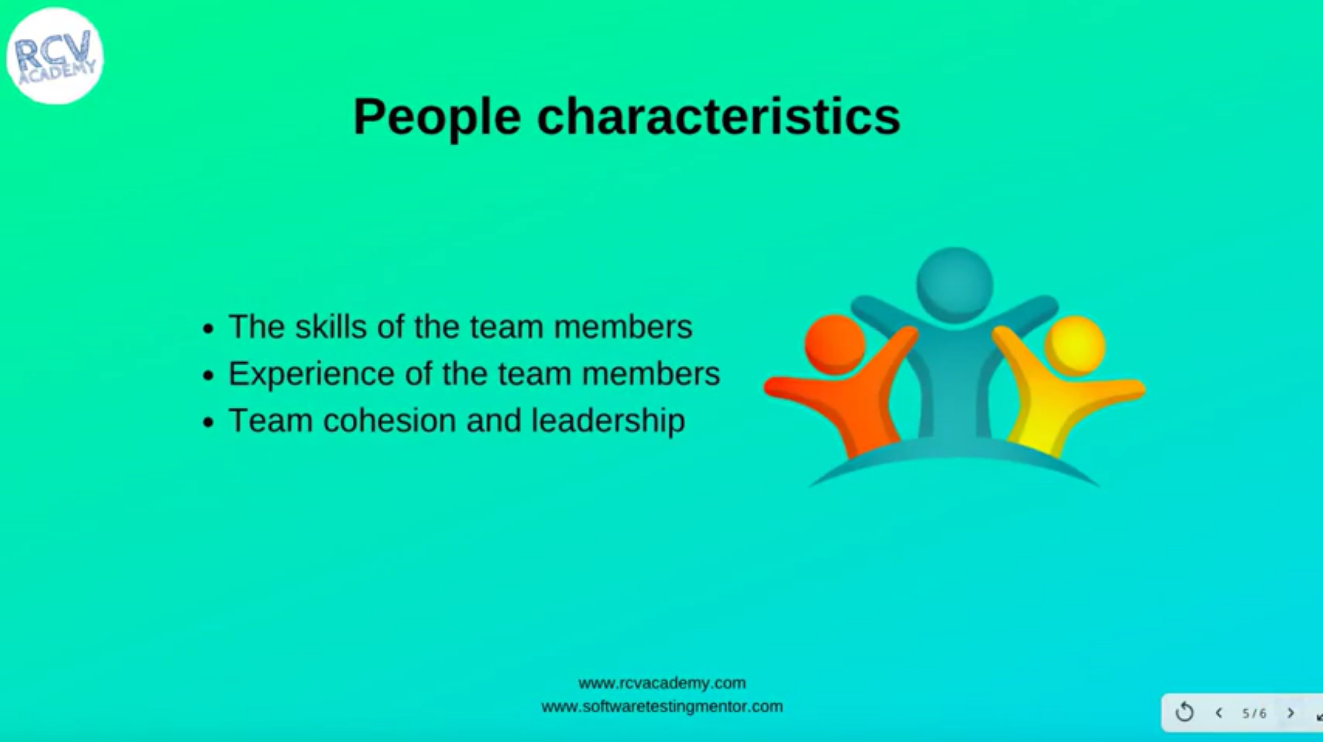 RCV
ACADEMY
People characteristics
• The skills of the team members
• Experience of the team members
• Team cohesion and leadership
www.rcvacademy.com
www.softwaretestingmentor.com
5/6